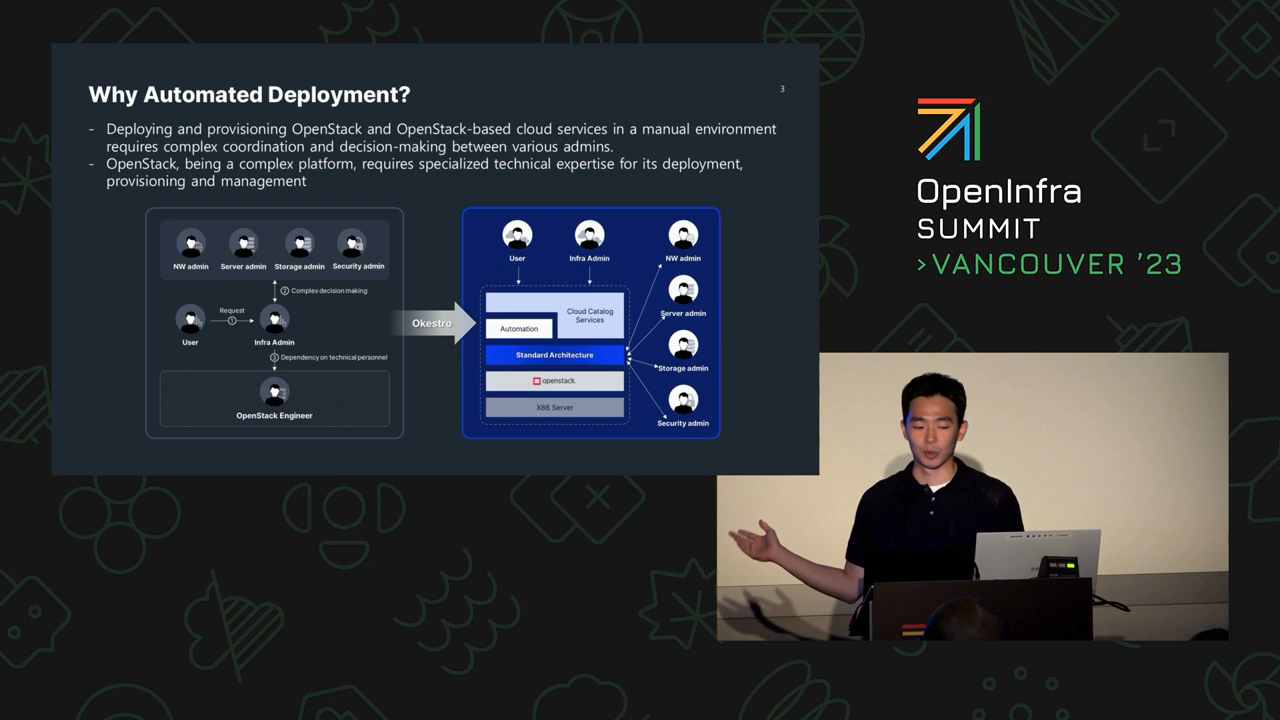 Why Automated Deployment?
3
- Deploying and provisioning OpenStack and OpenStack-based cloud services in a manual environment
requires complex coordination and decision-making between various admins.
- OpenStack, being a complex platform, requires specialized technical expertise for its deployment,
provisioning and management
NW admin
Server admin
Storage admin
Security admin
2 Complex decision making
Request
1
User
Infra Admin
3 Dependency on technical personnel
OpenStack Engineer
Okestro
User
Infra Admin
NW admin
Cloud Catalog
Services
Automation
Server admin
Standard Architecture
Storage admin
openstack.
X86 Server
Security admin
OpenInfra
SUMMIT
>VANCOUVER '23